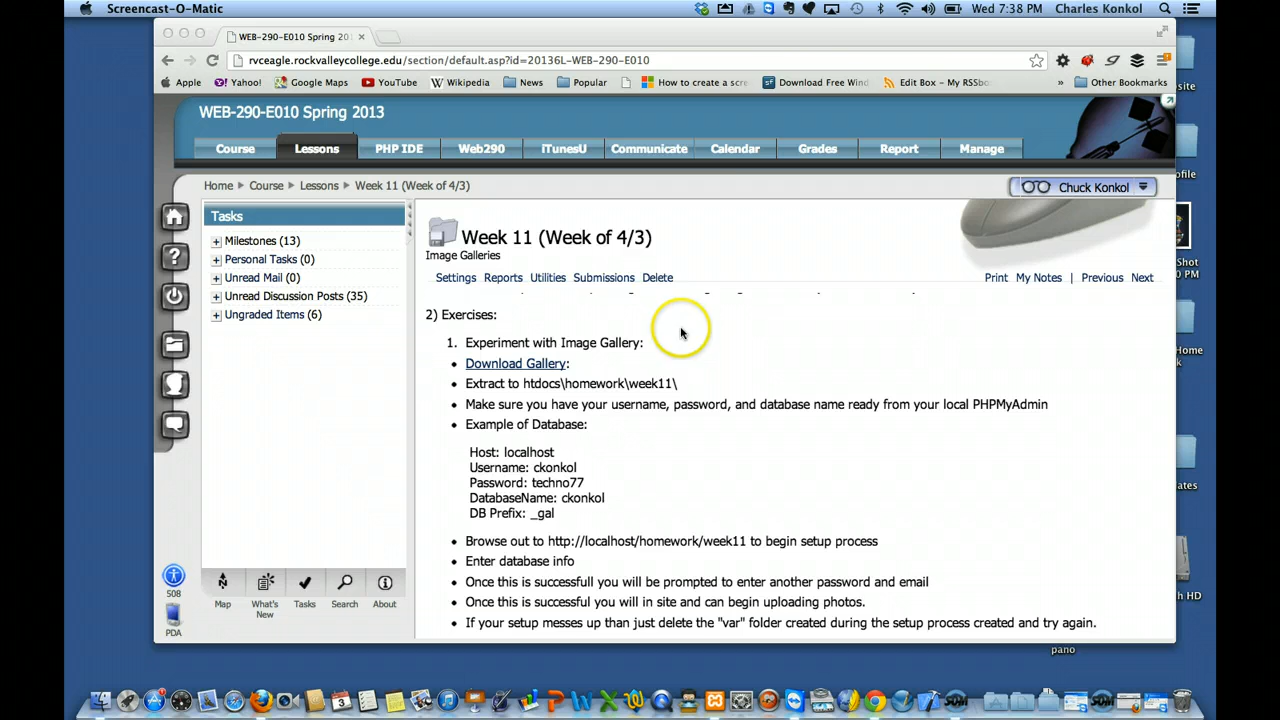 Screencast-O-Matic
Wed 7:38 PM
Charles Konkol
WEB-290-E010 Spring 201
rvceagle.rockvalleycollege.edu/section/default.asp?id=20136L-WEB-290-E010
Apple
Yahoo!
Google Maps
YouTube
Wikipedia
News
Popular
How to create a scre
Download Free Wind
Edit Box – My RSSbo
»
Other Bookmarks
WEB-290-E010 Spring 2013
Course
Lessons
PHP IDE
Web290
iTunesU
Communicate
Calendar
Grades
Report
Manage
Home
Course
Lessons
Week 11 (Week of 4/3)
Chuck Konkol
Tasks
Milestones (13)
Personal Tasks (0)
Unread Mail (0)
Unread Discussion Posts (35)
Ungraded Items (6)
Map
What's New
Tasks
Search
About
508
PDA
Week 11 (Week of 4/3)
Image Galleries
Settings Reports Utilities Submissions Delete
Print My Notes | Previous Next
2) Exercises:
1. Experiment with Image Gallery:
• Download Gallery:
• Extract to htdocs\homework\week11\
• Make sure you have your username, password, and database name ready from your local PHPMyAdmin
• Example of Database:
Host: localhost
Username: ckonkol
Password: techno77
DatabaseName: ckonkol
DB Prefix: _gal
• Browse out to http://localhost/homework/week11 to begin setup process
• Enter database info
• Once this is successfull you will be prompted to enter another password and email
• Once this is successful you will in site and can begin uploading photos.
• If your setup messes up than just delete the "var" folder created during the setup process created and try again.
site
ofile
Shot
0 PM
Home
k
ates
h HD
pano